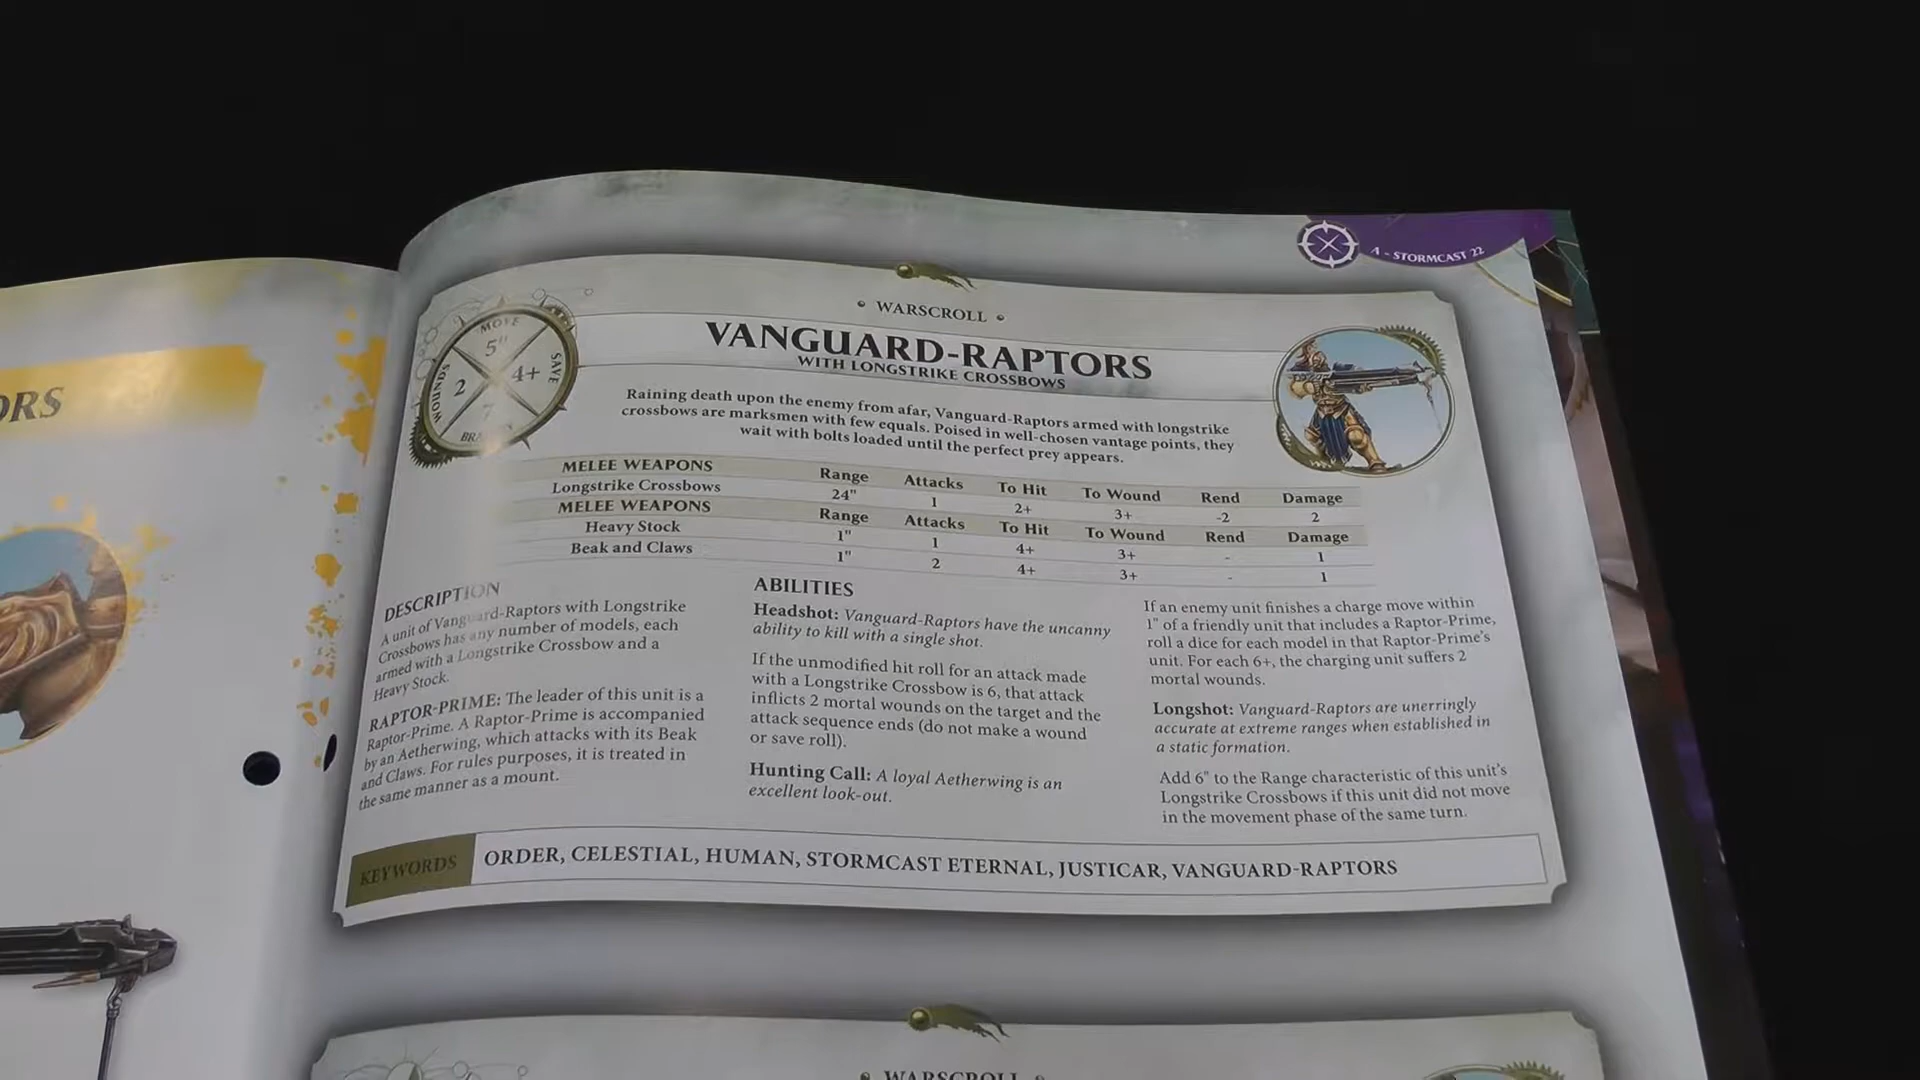 ORS
A - STORMCAST 22
WARSCROLL
VANGUARD-RAPTORS
WITH LONGSTRIKE CROSSBOWS
MOVE
5"
WOUNDS
2
4+
SAVE
7
Raining death upon the enemy from afar, Vanguard-Raptors armed with longstrike
crossbows are marksmen with few equals. Poised in well-chosen vantage points, they
wait with bolts loaded until the perfect prey appears.
MELEE WEAPONS Range Attacks To Hit To Wound Rend Damage
Longstrike Crossbows 24" 1 2+ 3+ -2 2
MELEE WEAPONS Range Attacks To Hit To Wound Rend Damage
Heavy Stock 1" 1 4+ 3+ - 1
Beak and Claws 1" 2 4+ 3+ - 1
DESCRIPTION
A unit of Vanguard-Raptors with Longstrike
Crossbows has any number of models, each
armed with a Longstrike Crossbow and a
Heavy Stock.
RAPTOR-PRIME: The leader of this unit is a
Raptor-Prime. A Raptor-Prime is accompanied
by an Aetherwing, which attacks with its Beak
and Claws. For rules purposes, it is treated in
the same manner as a mount.
ABILITIES
Headshot: Vanguard-Raptors have the uncanny
ability to kill with a single shot.
If the unmodified hit roll for an attack made
with a Longstrike Crossbow is 6, that attack
inflicts 2 mortal wounds on the target and the
attack sequence ends (do not make a wound
or save roll).
Hunting Call: A loyal Aetherwing is an
excellent look-out.
If an enemy unit finishes a charge move within
1" of a friendly unit that includes a Raptor-Prime,
roll a dice for each model in that Raptor-Prime's
unit. For each 6+, the charging unit suffers 2
mortal wounds.
Longshot: Vanguard-Raptors are unerringly
accurate at extreme ranges when established in
a static formation.
Add 6" to the Range characteristic of this unit's
Longstrike Crossbows if this unit did not move
in the movement phase of the same turn.
KEYWORDS ORDER, CELESTIAL, HUMAN, STORMCAST ETERNAL, JUSTICAR, VANGUARD-RAPTORS
WARSCROLL